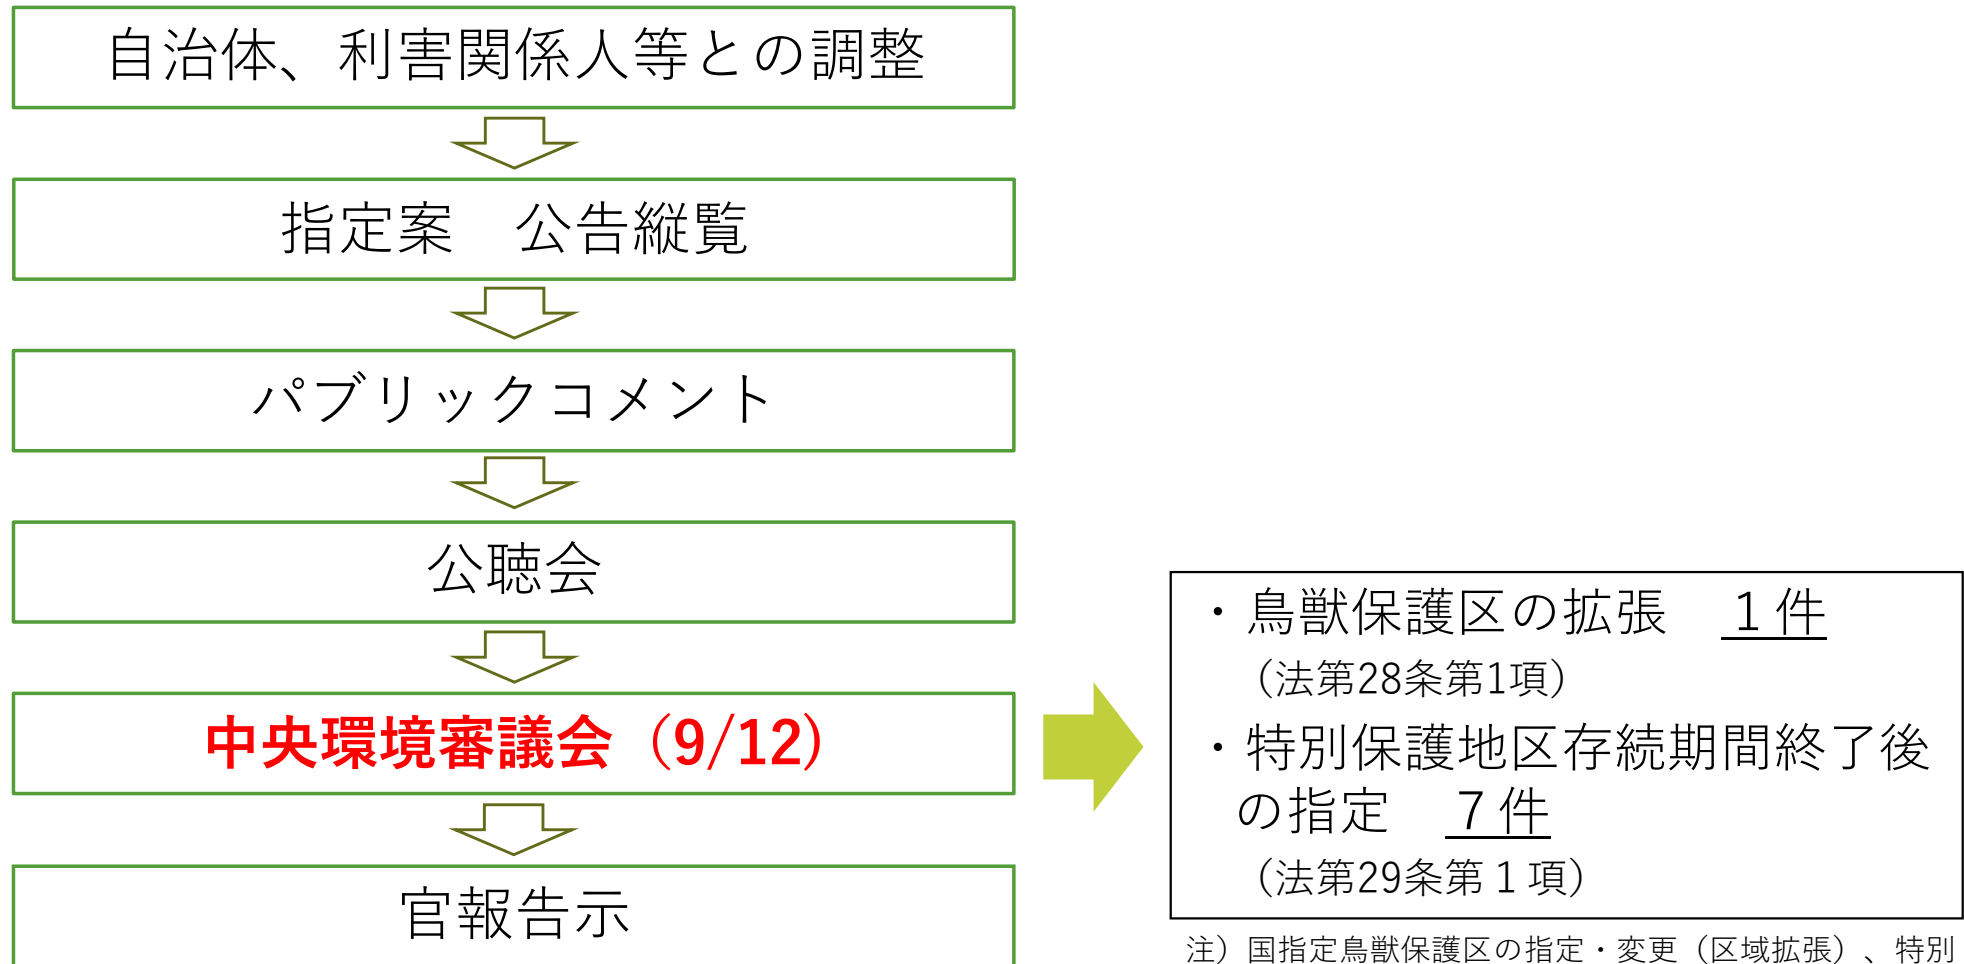 自治体、利害関係人等との調整
指定案　公告縦覧
パブリックコメント
公聴会
中央環境審議会（9/12）
官報告示
・鳥獣保護区の拡張　１件
（法第28条第1項）
・特別保護地区存続期間終了後
の指定　７件
（法第29条第１項）
注）国指定鳥獣保護区の指定・変更（区域拡張）、特別